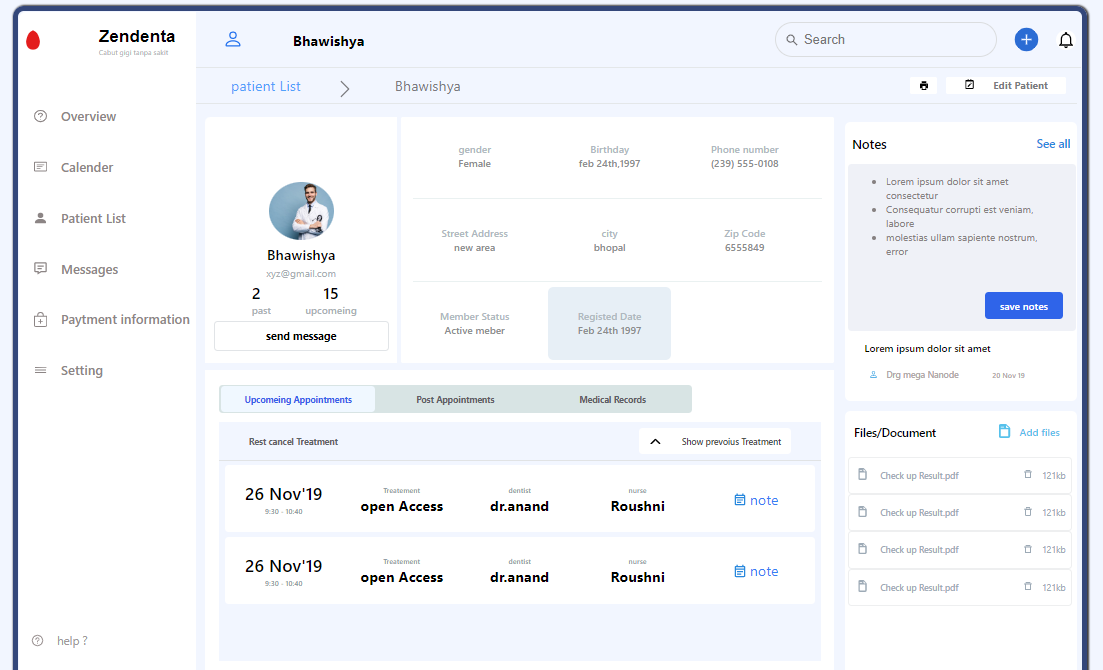 Zendenta
Cabut gigi tanpa sakit
Bhawishya
Search
Overview
Calender
Patient List
Messages
Paytment information
Setting
help ?
patient List
Bhawishya
Edit Patient
Bhawishya
xyz@gmail.com
2 15
past upcomeing
send message
gender Birthday Phone number
Female feb 24th,1997 (239) 555-0108
Street Address city Zip Code
new area bhopal 6555849
Member Status Registed Date
Active meber Feb 24th 1997
Upcomeing Appointments Post Appointments Medical Records
Rest cancel Treatment Show prevoius Treatment
26 Nov'19
9:30 - 10:40
Treatement
open Access
dentist
dr.anand
nurse
Roushni
note
26 Nov'19
9:30 - 10:40
Treatement
open Access
dentist
dr.anand
nurse
Roushni
note
Notes See all
Lorem ipsum dolor sit amet
consectetur
Consequatur corrupti est veniam,
labore
molestias ullam sapiente nostrum,
error
save notes
Lorem ipsum dolor sit amet
Drg mega Nanode 20 Nov 19
Files/Document Add files
Check up Result.pdf 121kb
Check up Result.pdf 121kb
Check up Result.pdf 121kb
Check up Result.pdf 121kb